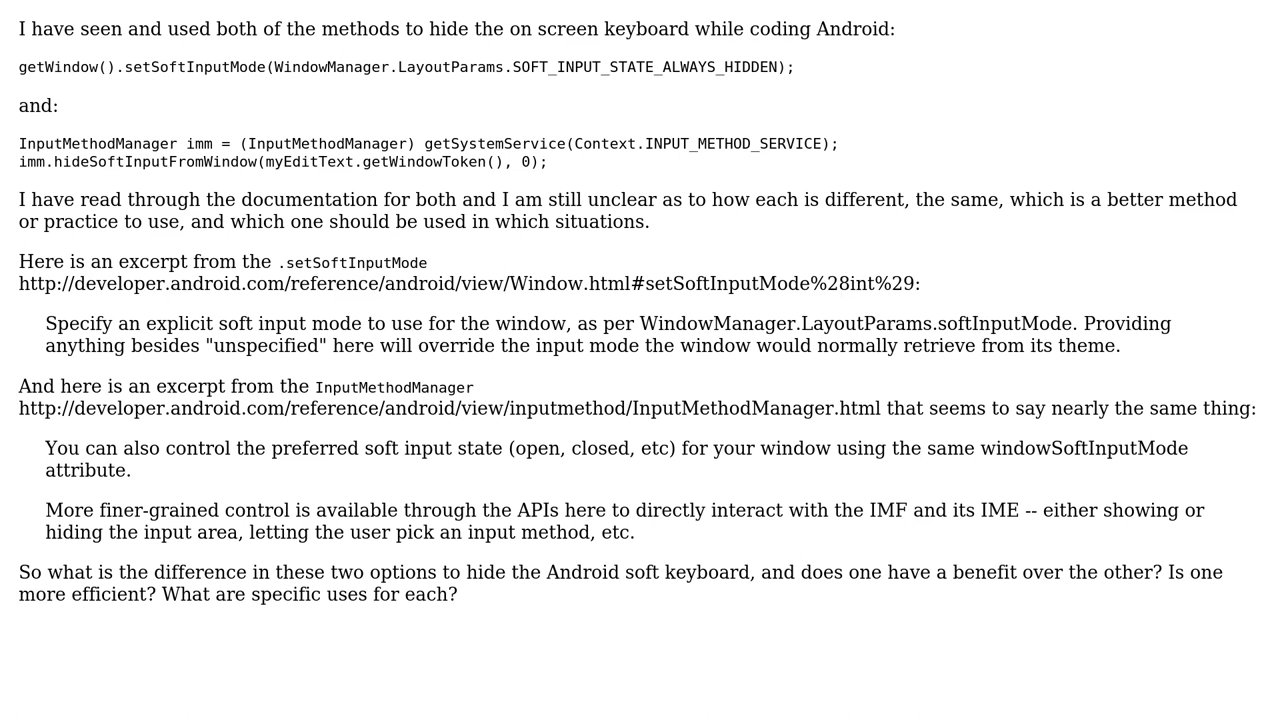 I have seen and used both of the methods to hide the on screen keyboard while coding Android:
getWindow().setSoftInputMode(WindowManager.LayoutParams.SOFT_INPUT_STATE_ALWAYS_HIDDEN);
and:
InputMethodManager imm = (InputMethodManager) getSystemService(Context.INPUT_METHOD_SERVICE);
imm.hideSoftInputFromWindow(myEditText.getWindowToken(), 0);
I have read through the documentation for both and I am still unclear as to how each is different, the same, which is a better method
or practice to use, and which one should be used in which situations.
Here is an excerpt from the .setSoftInputMode
http://developer.android.com/reference/android/view/Window.html#setSoftInputMode%28int%29:
Specify an explicit soft input mode to use for the window, as per WindowManager.LayoutParams.softInputMode. Providing
anything besides "unspecified" here will override the input mode the window would normally retrieve from its theme.
And here is an excerpt from the InputMethodManager
http://developer.android.com/reference/android/view/inputmethod/InputMethodManager.html that seems to say nearly the same thing:
You can also control the preferred soft input state (open, closed, etc) for your window using the same windowSoftInputMode
attribute.
More finer-grained control is available through the APIs here to directly interact with the IMF and its IME -- either showing or
hiding the input area, letting the user pick an input method, etc.
So what is the difference in these two options to hide the Android soft keyboard, and does one have a benefit over the other? Is one
more efficient? What are specific uses for each?